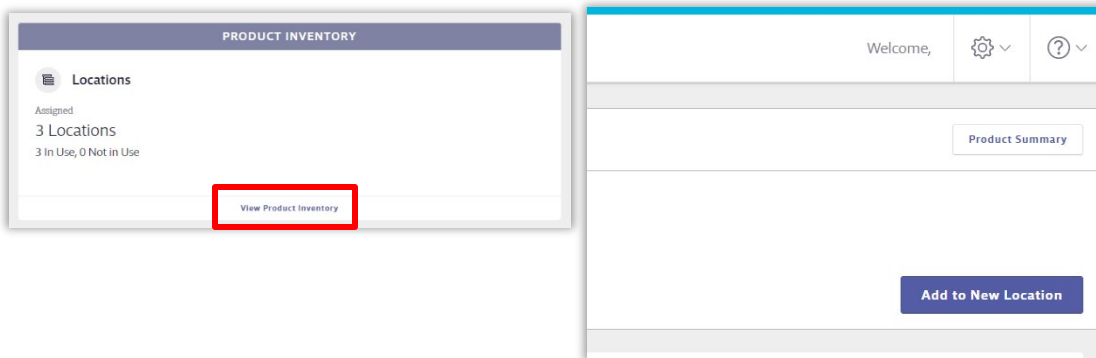 PRODUCT INVENTORY
Locations
Assigned
3 Locations
3 In Use, 0 Not in Use
View Product Inventory
Welcome,
Product Summary
Add to New Location